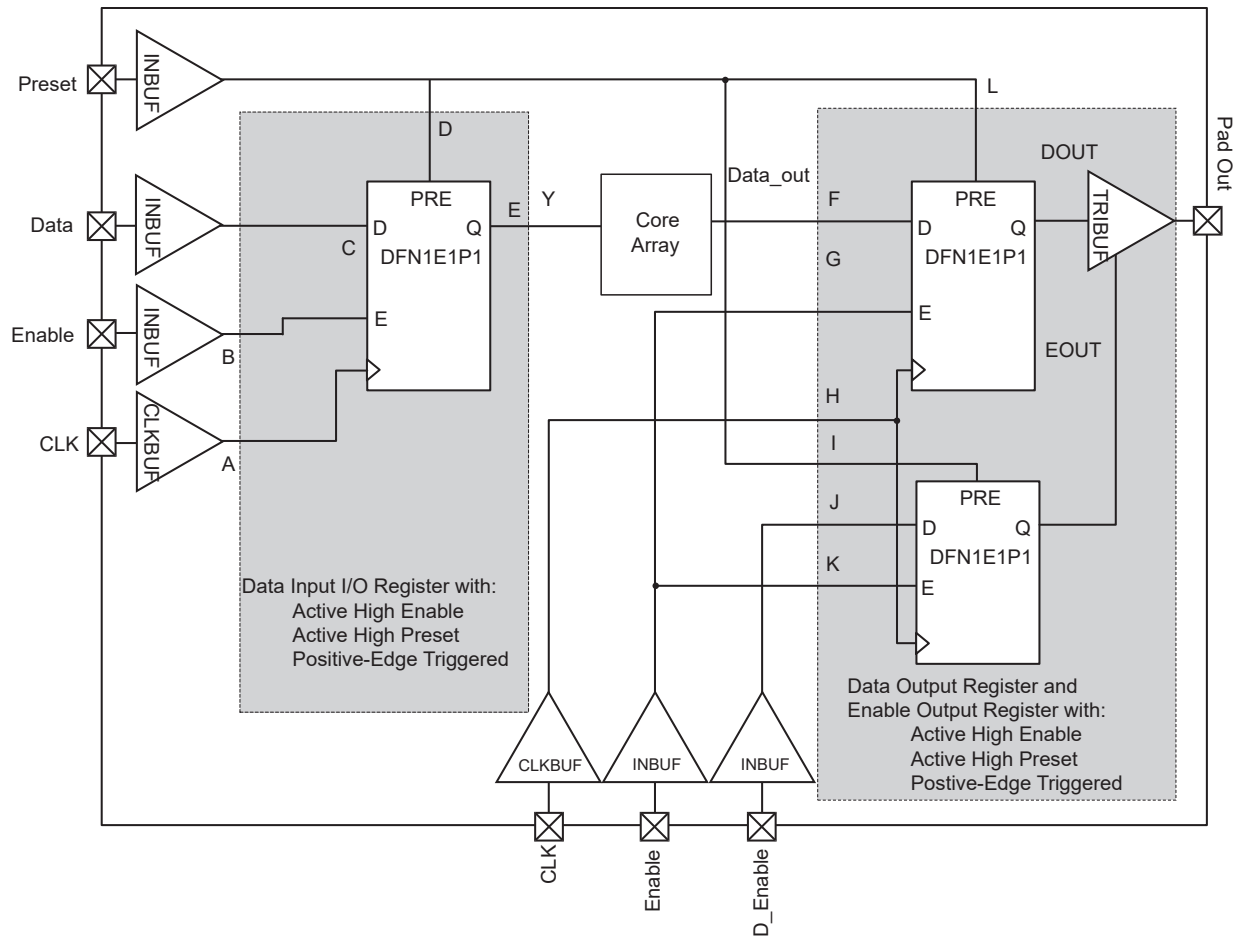 Preset
INBUF
L
D
Pad Out
DOUT
Data
INBUF
PRE
D
Q
C
DFN1E1P1
E
E
Y
Core
Array
Data_out
F
G
PRE
D
Q
DFN1E1P1
E
TRIBUF
EOUT
Enable
INBUF
B
CLK
CLKBUF
A
H
I
J
K
PRE
D
Q
DFN1E1P1
E
Data Input I/O Register with:
Active High Enable
Active High Preset
Positive-Edge Triggered
Data Output Register and
Enable Output Register with:
Active High Enable
Active High Preset
Postive-Edge Triggered
CLKBUF
INBUF
INBUF
CLK
Enable
D_Enable